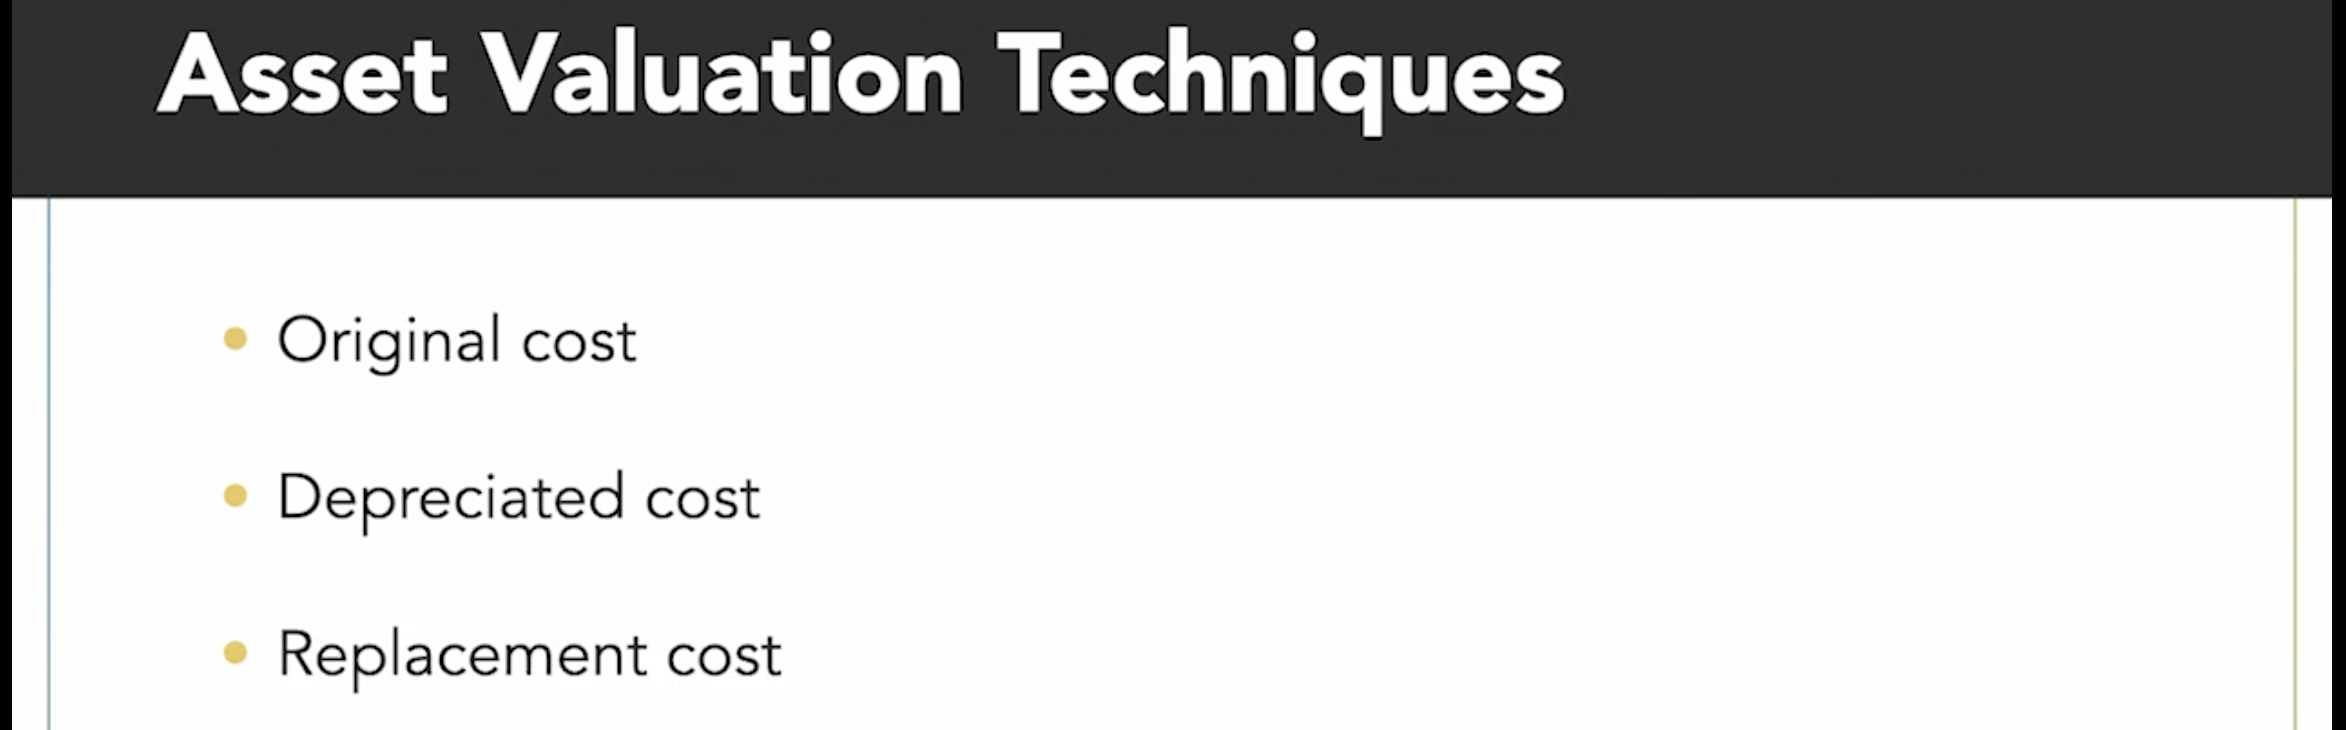 Asset Valuation Techniques
• Original cost
• Depreciated cost
• Replacement cost